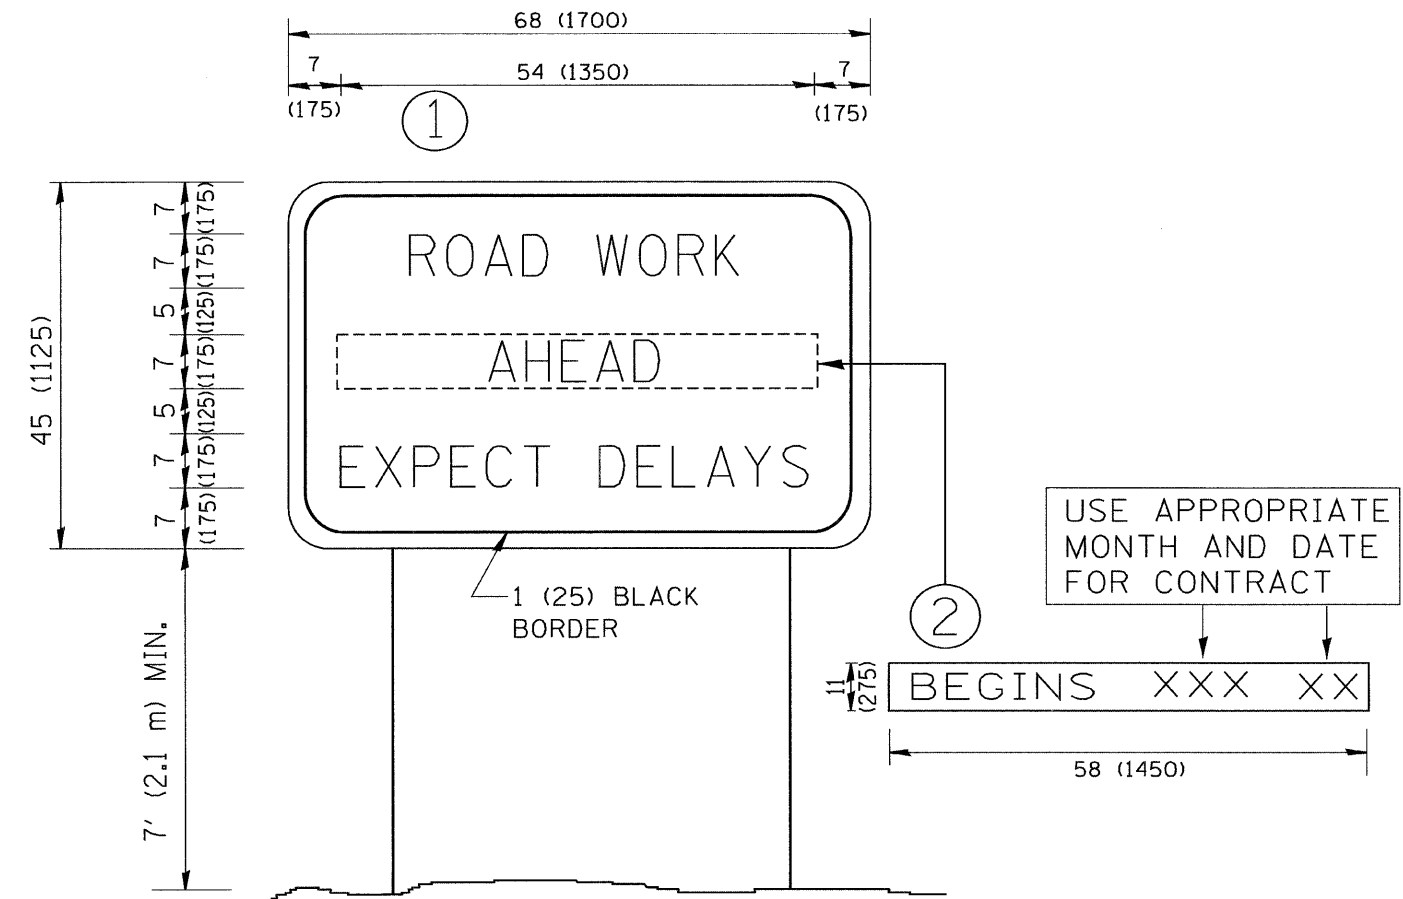 68 (1700)
7
54 (1350)
7
(175)
(175)
1
45 (1125)
7 (175)
7 (175)
5 (125)
7 (175)
5 (125)
7 (175)
7 (175)
ROAD WORK
AHEAD
EXPECT DELAYS
1 (25) BLACK
BORDER
7' (2.1 m) MIN.
2
USE APPROPRIATE
MONTH AND DATE
FOR CONTRACT
11
(275)
BEGINS XXX XX
58 (1450)